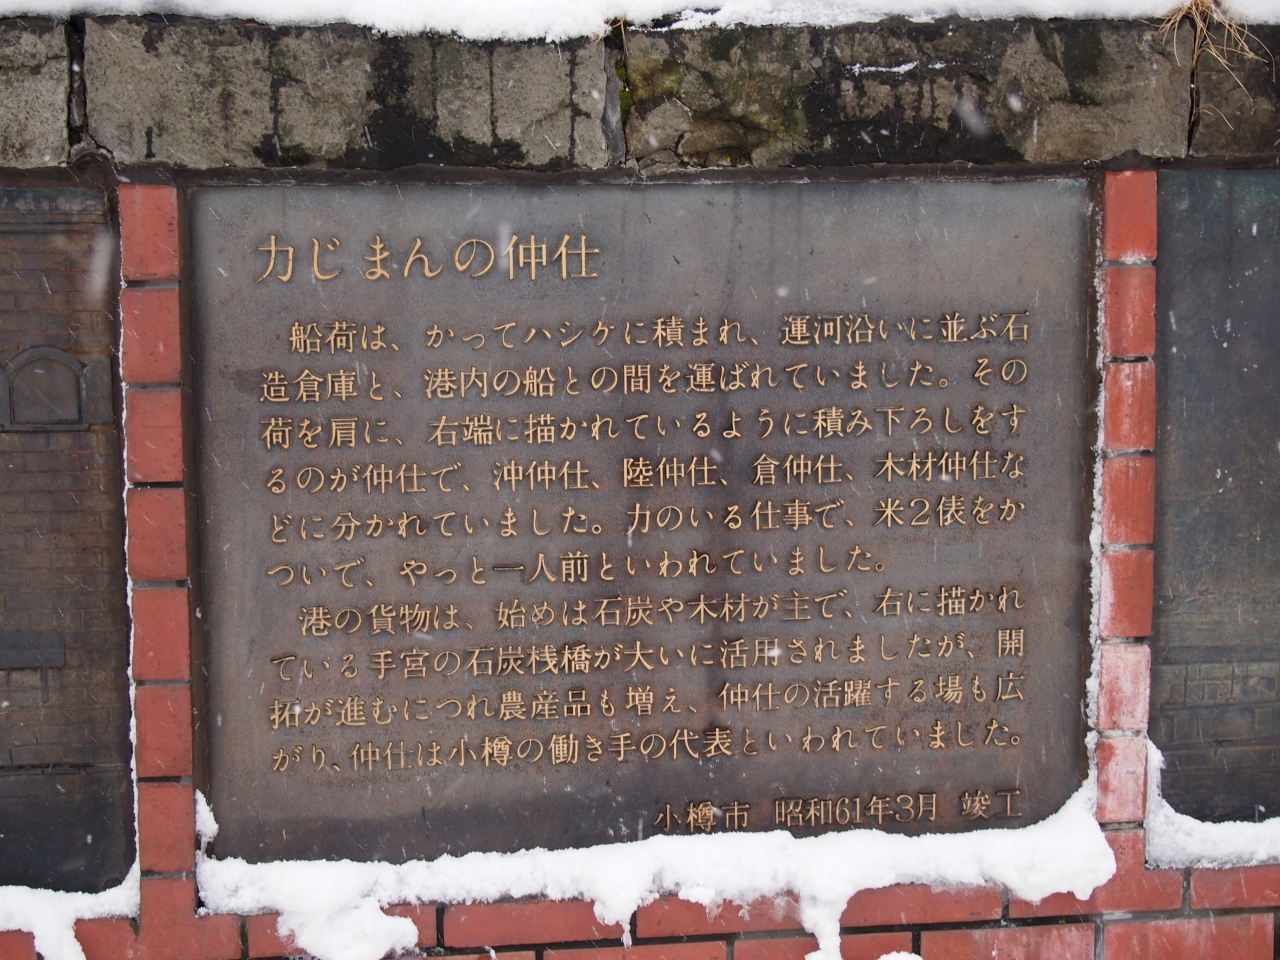 力じまんの仲仕
船荷は、かってハシケに積まれ、運河沿いに並ぶ石
造倉庫と、港内の船との間を運ばれていました。その
荷を肩に、右端に描かれているように積み下ろしをす
るのが仲仕で、沖仲仕、陸仲仕、倉仲仕、木材仲仕な
どに分かれていました。力のいる仕事で、米2俵をか
ついで、やっと一人前といわれていました。
港の貨物は、始めは石炭や木材が主で、右に描かれ
ている手宮の石炭桟橋が大いに活用されましたが、開
拓が進むにつれ農産品も増え、仲仕の活躍する場も広
がり、仲仕は小樽の働き手の代表といわれていました。
小樽市 昭和61年3月 竣工